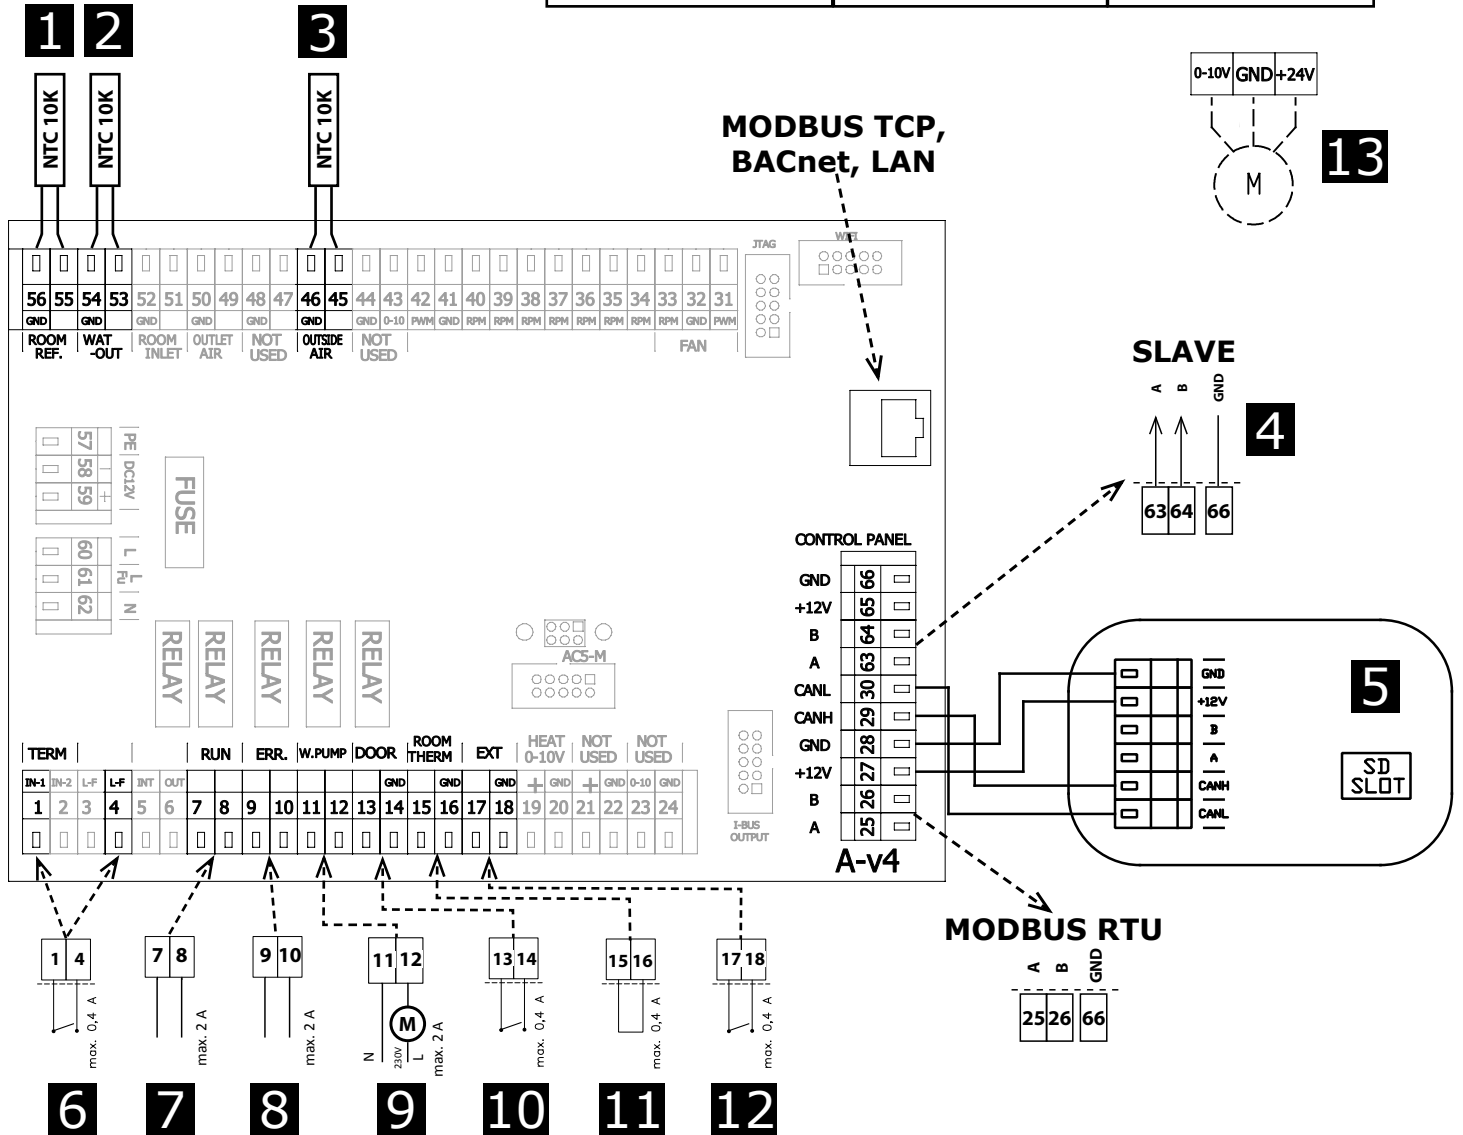 1 2 3
NTC 10K NTC 10K NTC 10K
0-10V GND +24V
M
13
MODBUS TCP,
BACnet, LAN
JTAG
WIFI
56 55 54 53 52 51 50 49 48 47 46 45 44 43 42 41 40 39 38 37 36 35 34 33 32 31
GND GND GND GND GND GND GND 0-10 PWM GND RPM RPM RPM RPM RPM RPM RPM RPM GND PWM
ROOM REF.
WAT -OUT
ROOM INLET
OUTLET AIR
NOT USED
OUTSIDE AIR
NOT USED
FAN
SLAVE
A B GND
4
63 64 66
57 PE
58 -
59 +
DC12V
FUSE
60 L
61 L Fu
62 N
RELAY RELAY RELAY RELAY RELAY
AC5-M
CONTROL PANEL
GND 66
+12V 65
B 64
A 63
CANL 30
CANH 29
GND 28
+12V 27
B 26
A 25
A-v4
GND
+12V
B
A
CANH
CANL
5
SD
SLOT
I-BUS
OUTPUT
TERM RUN ERR. W.PUMP DOOR ROOM THERM EXT HEAT 0-10V NOT USED NOT USED
IN-1 IN-2 L-F L-F INT OUT GND GND GND + GND + GND 0-10 GND
1 2 3 4 5 6 7 8 9 10 11 12 13 14 15 16 17 18 19 20 21 22 23 24
MODBUS RTU
A B GND
25 26 66
1 4
max. 0,4 A
6
7 8
max. 2 A
7
9 10
max. 2 A
8
11 12
M
N 230V L
max. 2 A
9
13 14
max. 0,4 A
10
15 16
max. 0,4 A
11
17 18
max. 0,4 A
12